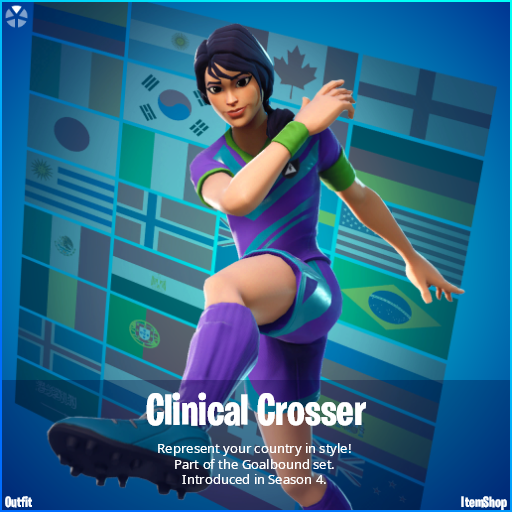 Clinical Crosser
Represent your country in style!
Part of the Goalbound set.
Introduced in Season 4.
Outfit
ItemShop